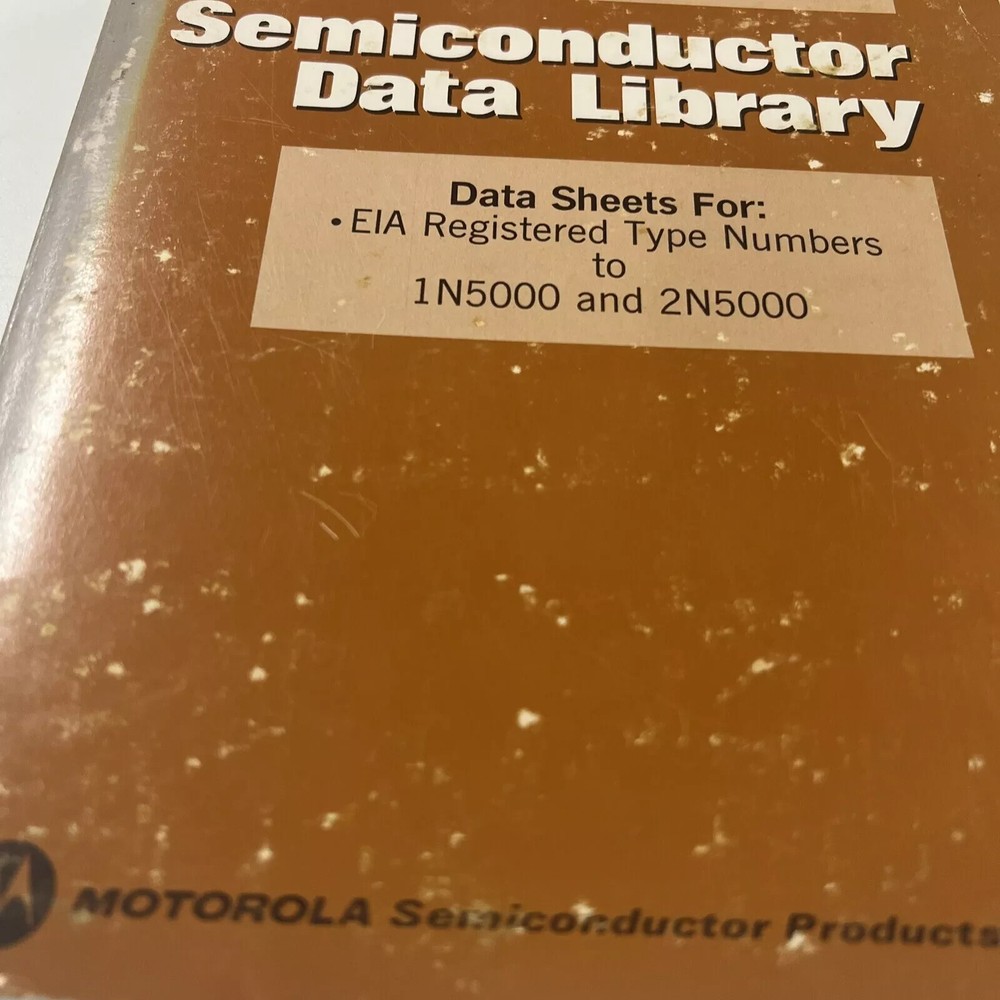 Semiconductor
Data Library
Data Sheets For:
• EIA Registered Type Numbers
to
1N5000 and 2N5000
MOTOROLA Semiconductor Products